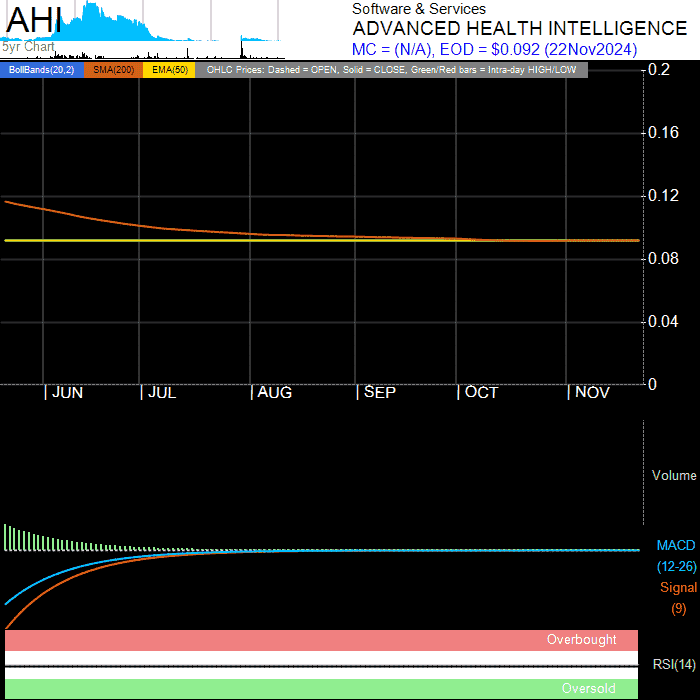 AHI
5yr Chart
Software & Services
ADVANCED HEALTH INTELLIGENCE
MC = (N/A), EOD = $0.092 (22Nov2024)
BollBands(20,2) SMA(200) EMA(50) OHLC Prices: Dashed = OPEN, Solid = CLOSE, Green/Red bars = Intra-day HIGH/LOW
0.2
0.16
0.12
0.08
0.04
0
JUN JUL AUG SEP OCT NOV
Volume
MACD
(12-26)
Signal
(9)
Overbought
RSI(14)
Oversold